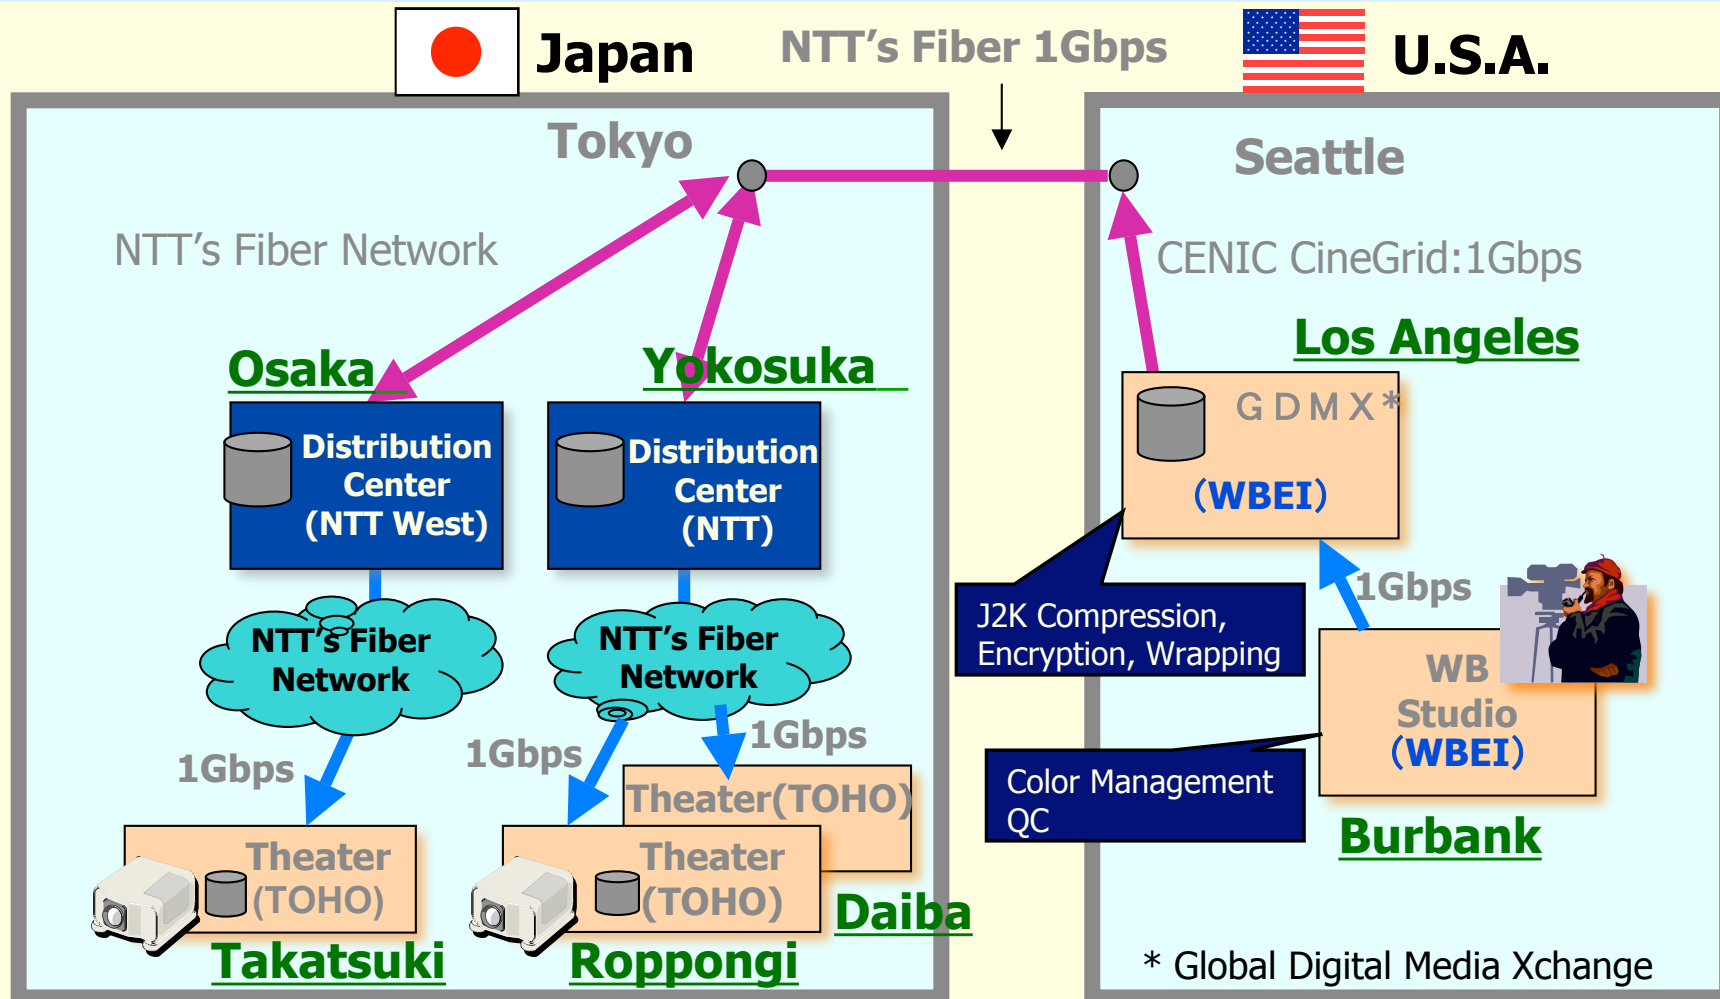 Japan
NTT's Fiber 1Gbps
U.S.A.
Tokyo
Seattle
NTT's Fiber Network
CENIC CineGrid:1Gbps
Los Angeles
Osaka
Yokosuka
GDMX*
(WBEI)
Distribution
Center
(NTT West)
Distribution
Center
(NTT)
1Gbps
J2K Compression,
Encryption, Wrapping
NTT's Fiber
Network
NTT's Fiber
Network
WB
Studio
(WBEI)
1Gbps
1Gbps
1Gbps
Color Management
QC
Burbank
Theater(TOHO)
Theater
(TOHO)
Theater
(TOHO)
Daiba
Takatsuki
Roppongi
* Global Digital Media Xchange